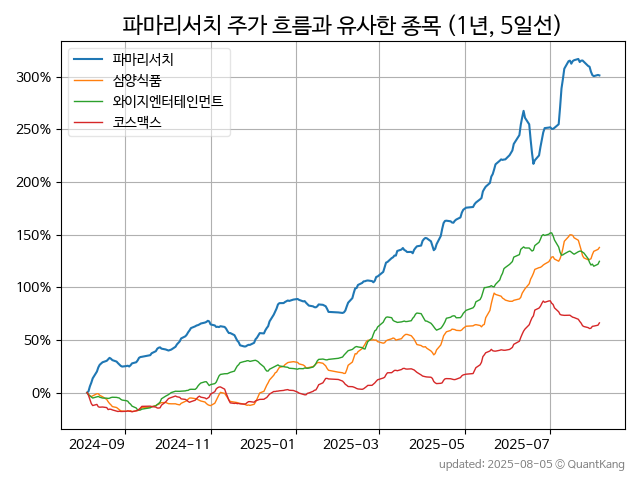 파마리서치 주가 흐름과 유사한 종목 (1년, 5일선)
파마리서치
삼양식품
와이지엔터테인먼트
코스맥스
300%
250%
200%
150%
100%
50%
0%
2024-09 2024-11 2025-01 2025-03 2025-05 2025-07
updated: 2025-08-05 © QuantKang